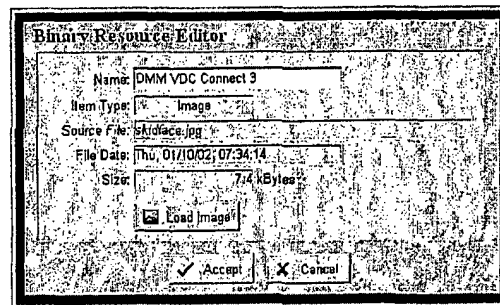 Binary Resource Editor
Name: DMM VDC Connect 3
Item Type: Image
Source File: skidface.jpg
File Date: Thu, 01/10/02, 07:34:14
Size: 7.4 kBytes
Load Image
Accept
Cancel